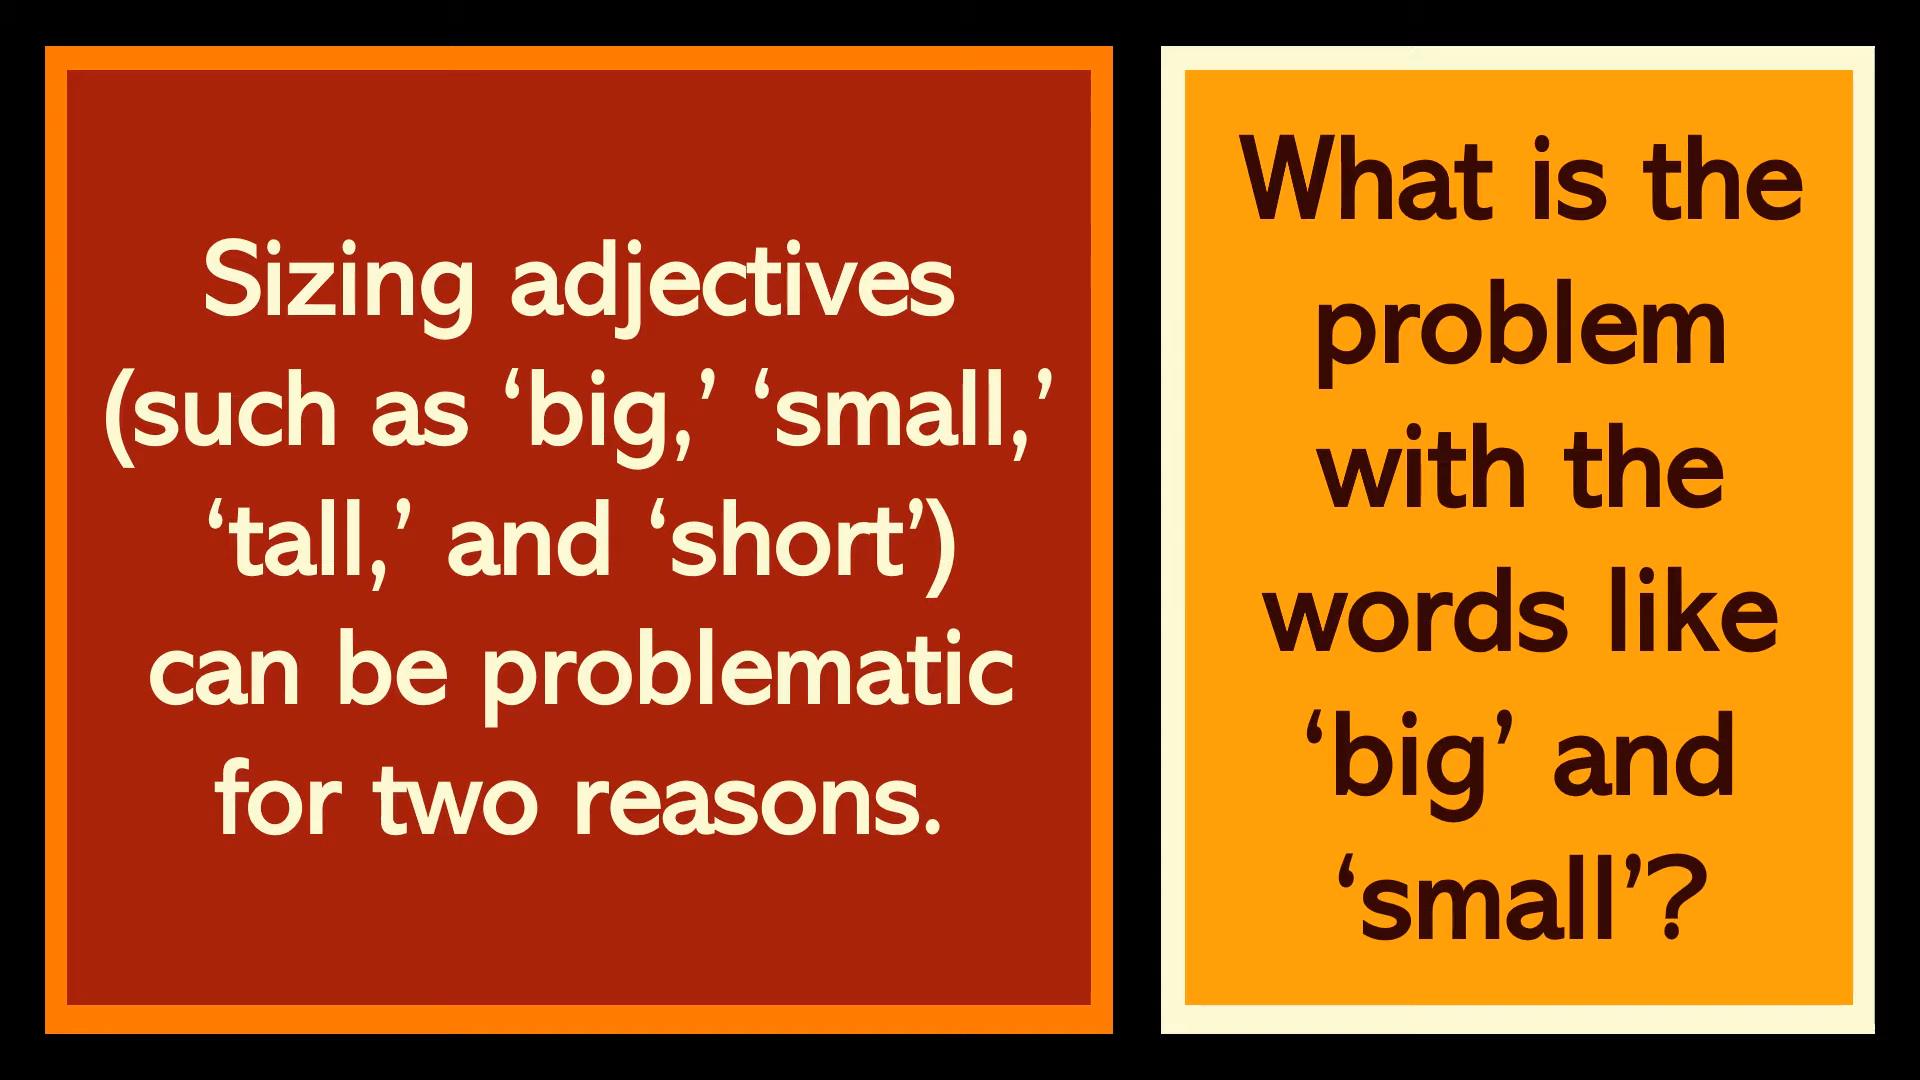 Sizing adjectives
(such as ‘big,’ ‘small,’
‘tall,’ and ‘short’)
can be problematic
for two reasons.
What is the
problem
with the
words like
‘big’ and
‘small’?